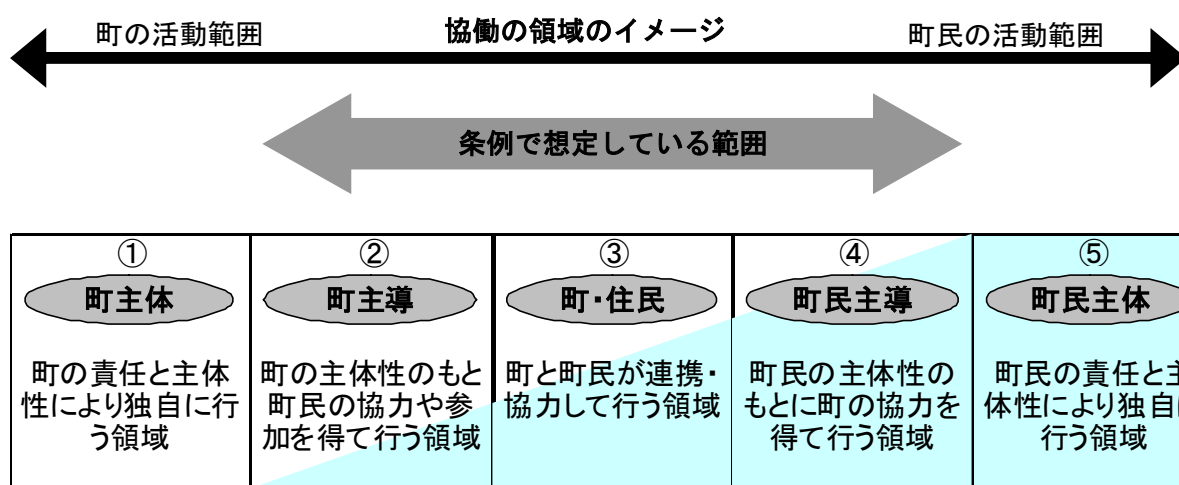 町の活動範囲
協働の領域のイメージ
町民の活動範囲
条例で想定している範囲
①
町主体
町の責任と主体
性により独自に行
う領域
②
町主導
町の主体性のもと
町民の協力や参
加を得て行う領域
③
町・住民
町と町民が連携・
協力して行う領域
④
町民主導
町民の主体性の
もとに町の協力を
得て行う領域
⑤
町民主体
町民の責任と主
体性により独自に
行う領域